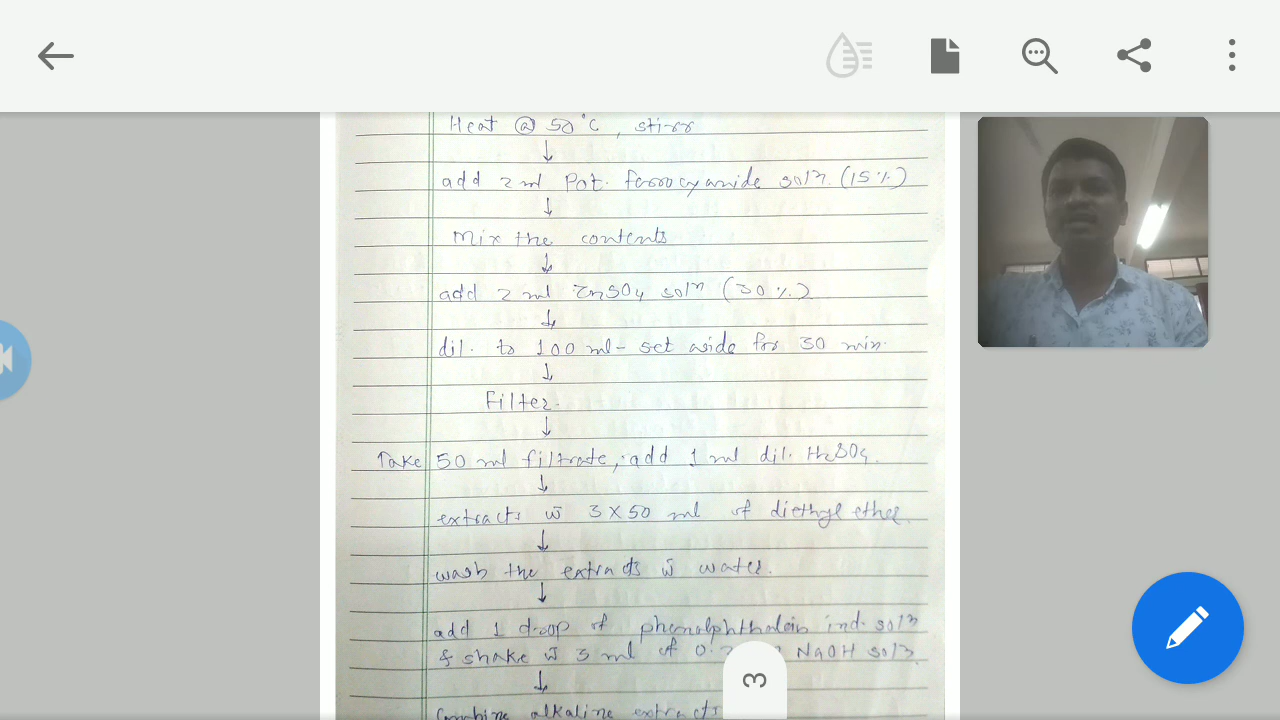 Heat @ 50°C, stirr
↓
add 2 ml Pot. ferrocyanide solⁿ. (15%)
↓
Mix the contents
↓
add 2 ml ZnSO4 solⁿ (30%)
↓
dil. to 100 ml - set aside for 30 min.
↓
Filter.
↓
Take 50 ml filtrate, add 1 ml dil. H2SO4.
↓
extracts w̄ 3 X 50 ml of diethyl ether.
↓
wash the extracts w̄ water.
↓
add 1 drop of phenolphthalein ind. solⁿ
& shake w̄ 5 ml of NaOH solⁿ.
↓
Combine alkaline extracts
3